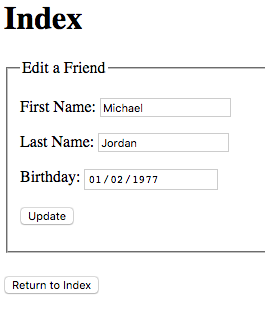 Index
Edit a Friend
First Name: Michael
Last Name: Jordan
Birthday: 01/02/1977
Update
Return to Index